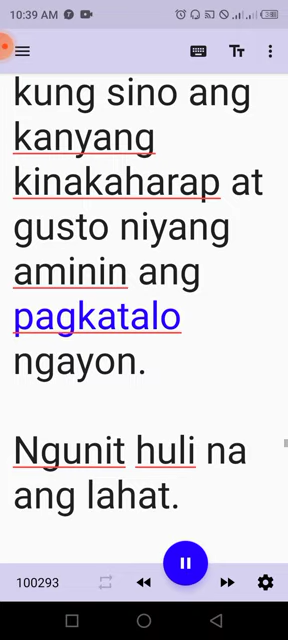 10:39 AM
kung sino ang
kanyang
kinakaharap at
gusto niyang
aminin ang
pagkatalo
ngayon.
Ngunit huli na
ang lahat.
100293